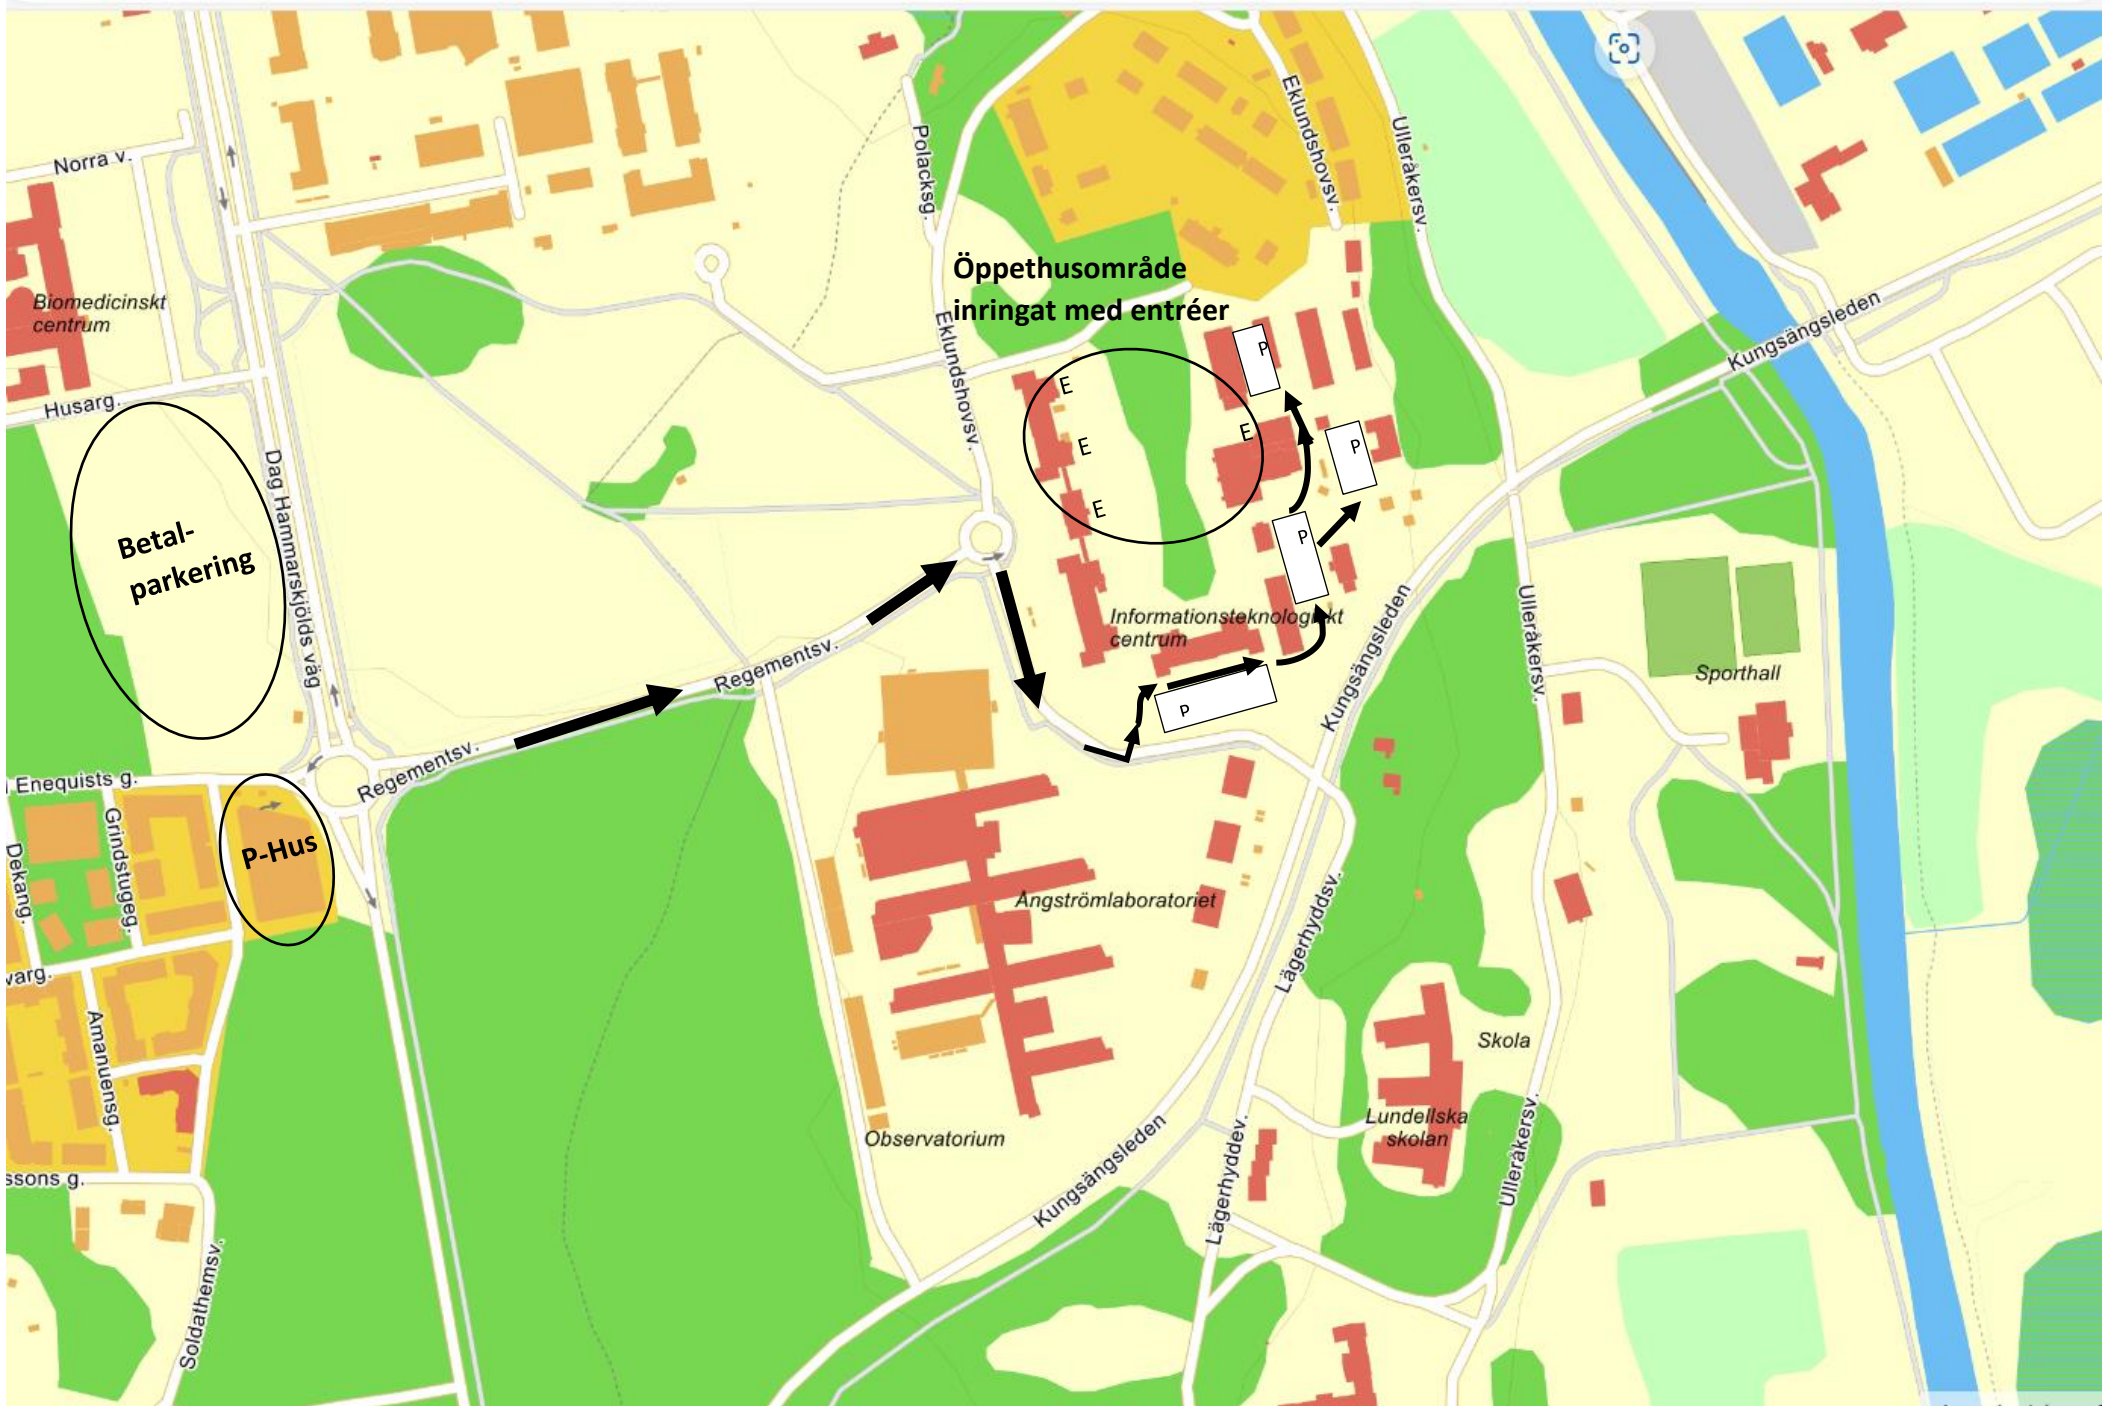 Norra v.
Biomedicinskt
centrum
Husarg.
Betal-
parkering
Dag Hammarskjölds väg
Polacksg.
Eklundshovsv.
Eklundshovsv.
Ulleråkersv.
Öppethusområde
inringat med entréer
E
E
E
E
P
P
P
P
Informationsteknologiskt
centrum
Kungsängsleden
Kungsängsleden
Ulleråkersv.
Sporthall
Regementsv.
Regementsv.
Enequists g.
Grindstugeg.
Dekang.
P-Hus
varg.
Amanuensg.
ssons g.
Soldathemsv.
Ångströmlaboratoriet
Observatorium
Kungsängsleden
Lägerhyddsv.
Lägerhyddev.
Skola
Lundellska
skolan
Ulleråkersv.